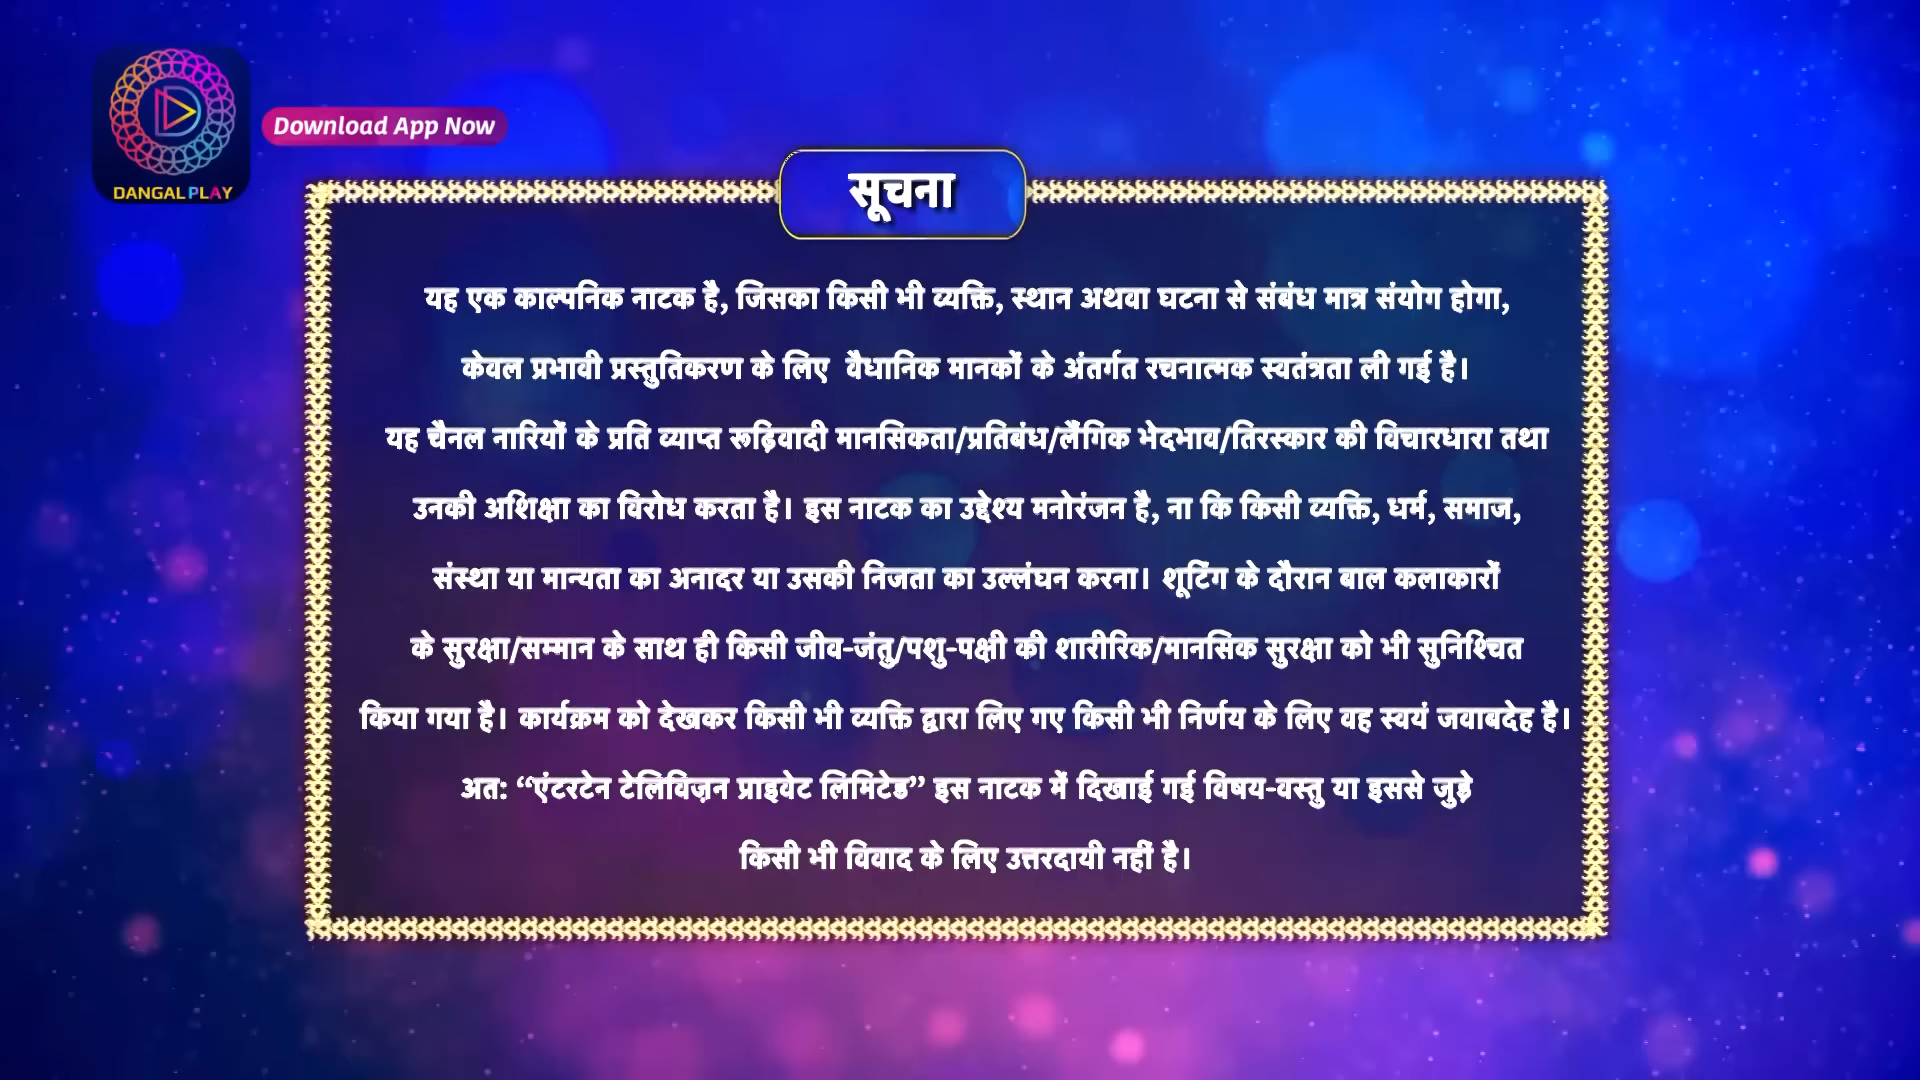 DANGAL PLAY
Download App Now
सूचना
यह एक काल्पनिक नाटक है, जिसका किसी भी व्यक्ति, स्थान अथवा घटना से संबंध मात्र संयोग होगा,
केवल प्रभावी प्रस्तुतिकरण के लिए वैधानिक मानकों के अंतर्गत रचनात्मक स्वतंत्रता ली गई है।
यह चैनल नारियों के प्रति व्याप्त रूढ़िवादी मानसिकता/प्रतिबंध/लैंगिक भेदभाव/तिरस्कार की विचारधारा तथा
उनकी अशिक्षा का विरोध करता है। इस नाटक का उद्देश्य मनोरंजन है, ना कि किसी व्यक्ति, धर्म, समाज,
संस्था या मान्यता का अनादर या उसकी निजता का उल्लंघन करना। शूटिंग के दौरान बाल कलाकारों
के सुरक्षा/सम्मान के साथ ही किसी जीव-जंतु/पशु-पक्षी की शारीरिक/मानसिक सुरक्षा को भी सुनिश्चित
किया गया है। कार्यक्रम को देखकर किसी भी व्यक्ति द्वारा लिए गए किसी भी निर्णय के लिए वह स्वयं जवाबदेह है।
अत: “एंटरटेन टेलिविज़न प्राइवेट लिमिटेड” इस नाटक में दिखाई गई विषय-वस्तु या इससे जुड़े
किसी भी विवाद के लिए उत्तरदायी नहीं है।